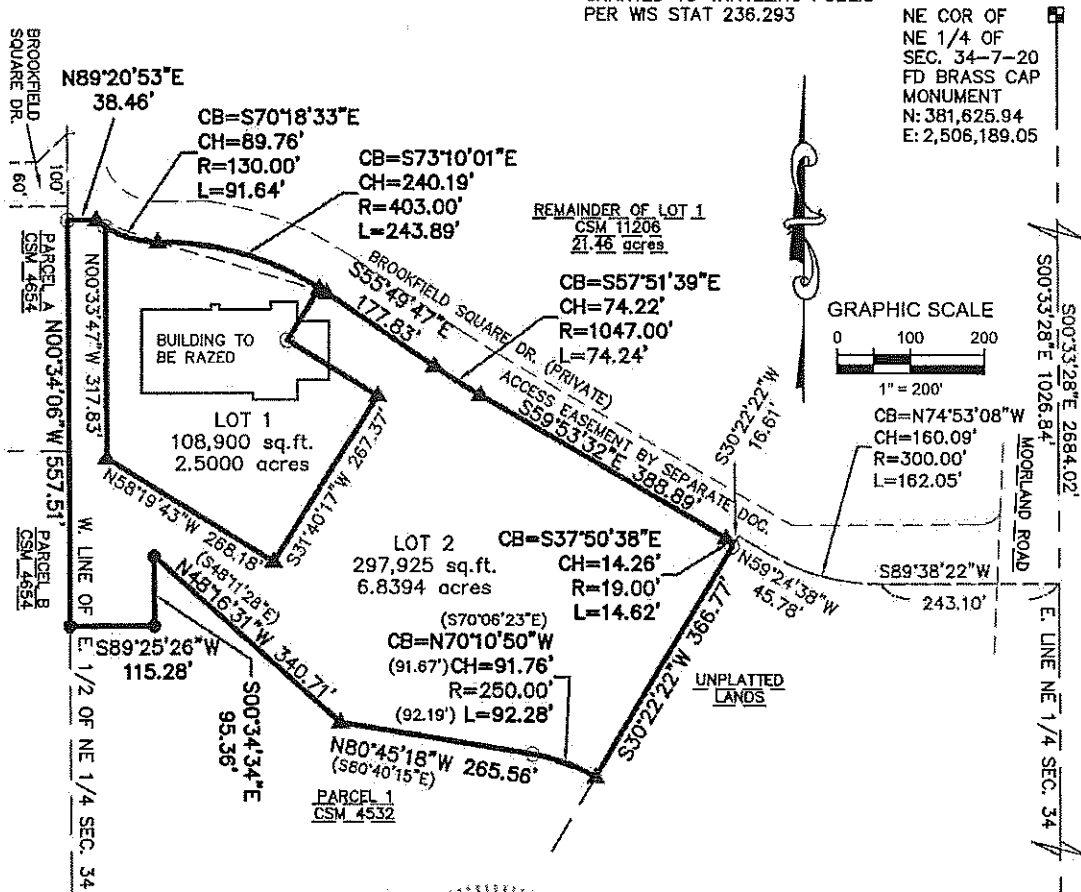 PER WIS STAT 236.293
NE COR OF
NE 1/4 OF
SEC. 34-7-20
FD BRASS CAP
MONUMENT
N: 381,625.94
E: 2,506,189.05
BROOKFIELD
SQUARE DR.
N89°20'53"E
38.46'
CB=S70°18'33"E
CH=89.76'
R=130.00'
L=91.64'
CB=S73°10'01"E
CH=240.19'
R=403.00'
L=243.89'
100'
60'
REMAINDER OF LOT 1
CSM 11206
21.46 acres
BROOKFIELD SQUARE DR. (PRIVATE)
ACCESS EASEMENT BY SEPARATE DOC.
S55°49'47"E
177.83'
CB=S57°51'39"E
CH=74.22'
R=1047.00'
L=74.24'
GRAPHIC SCALE
0 100 200
1" = 200'
S00°33'28"E 1026.84'
S00°33'28"E 2684.02'
PARCEL A
CSM 4654
N00°34'06"W 557.51'
N00°33'47"W 317.83'
BUILDING TO
BE RAZED
LOT 1
108,900 sq.ft.
2.5000 acres
S31°40'17"W 267.37'
N58°19'43"W 268.18'
S59°53'32"E 388.89'
S30°22'22"W
16.61'
CB=N74°53'08"W
CH=160.09'
R=300.00'
L=162.05'
MOORLAND ROAD
PARCEL B
CSM 4654
W. LINE OF E. 1/2 OF NE 1/4 SEC. 34
LOT 2
297,925 sq.ft.
6.8394 acres
CB=S37°50'38"E
CH=14.26'
R=19.00'
L=14.62'
N59°24'38"W
45.78'
S89°38'22"W
243.10'
(S48°11'28"E)
N48°16'31"W 340.71'
S89°25'26"W
115.28'
S00°34'34"E
95.36'
(S70°06'23"E)
CB=N70°10'50"W
(91.67') CH=91.76'
R=250.00'
(92.19') L=92.28'
S30°22'22"W 366.77'
UNPLATTED
LANDS
E. LINE NE 1/4 SEC. 34
N80°45'18"W 265.56'
(S80°40'15"E)
PARCEL 1
CSM 4532